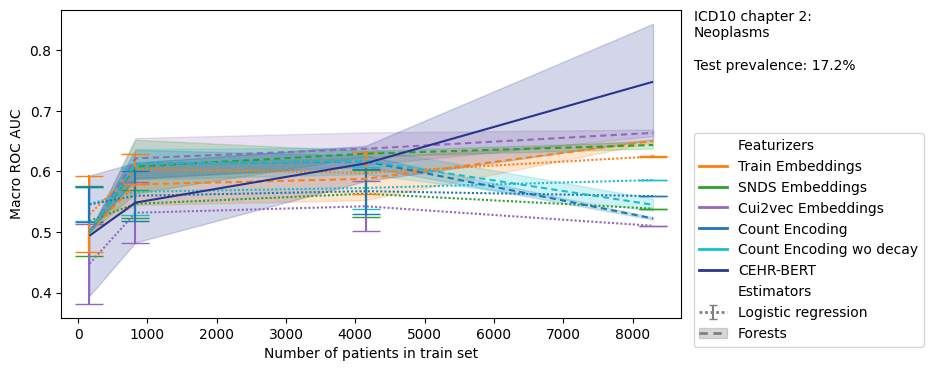 ICD10 chapter 2:
Neoplasms
Test prevalence: 17.2%
Macro ROC AUC
0.8
0.7
0.6
0.5
0.4
0
1000
2000
3000
4000
5000
6000
7000
8000
Number of patients in train set
Featurizers
Train Embeddings
SNDS Embeddings
Cui2vec Embeddings
Count Encoding
Count Encoding wo decay
CEHR-BERT
Estimators
Logistic regression
Forests